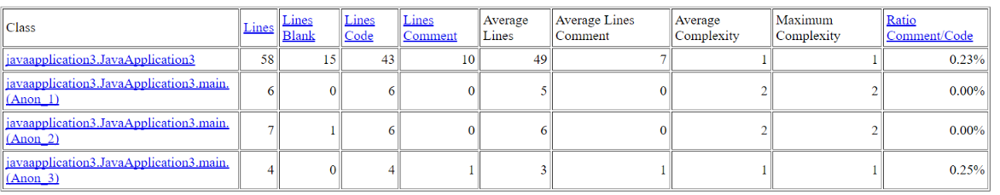 Class Lines Lines Blank Lines Code Lines Comment Average Lines Average Lines Comment Average Complexity Maximum Complexity Ratio Comment/Code
javaapplication3.JavaApplication3 58 15 43 10 49 7 1 1 0.23%
javaapplication3.JavaApplication3.main.
(Anon_1) 6 0 6 0 5 0 2 2 0.00%
javaapplication3.JavaApplication3.main.
(Anon_2) 7 1 6 0 6 0 2 2 0.00%
javaapplication3.JavaApplication3.main.
(Anon_3) 4 0 4 1 3 1 1 1 0.25%